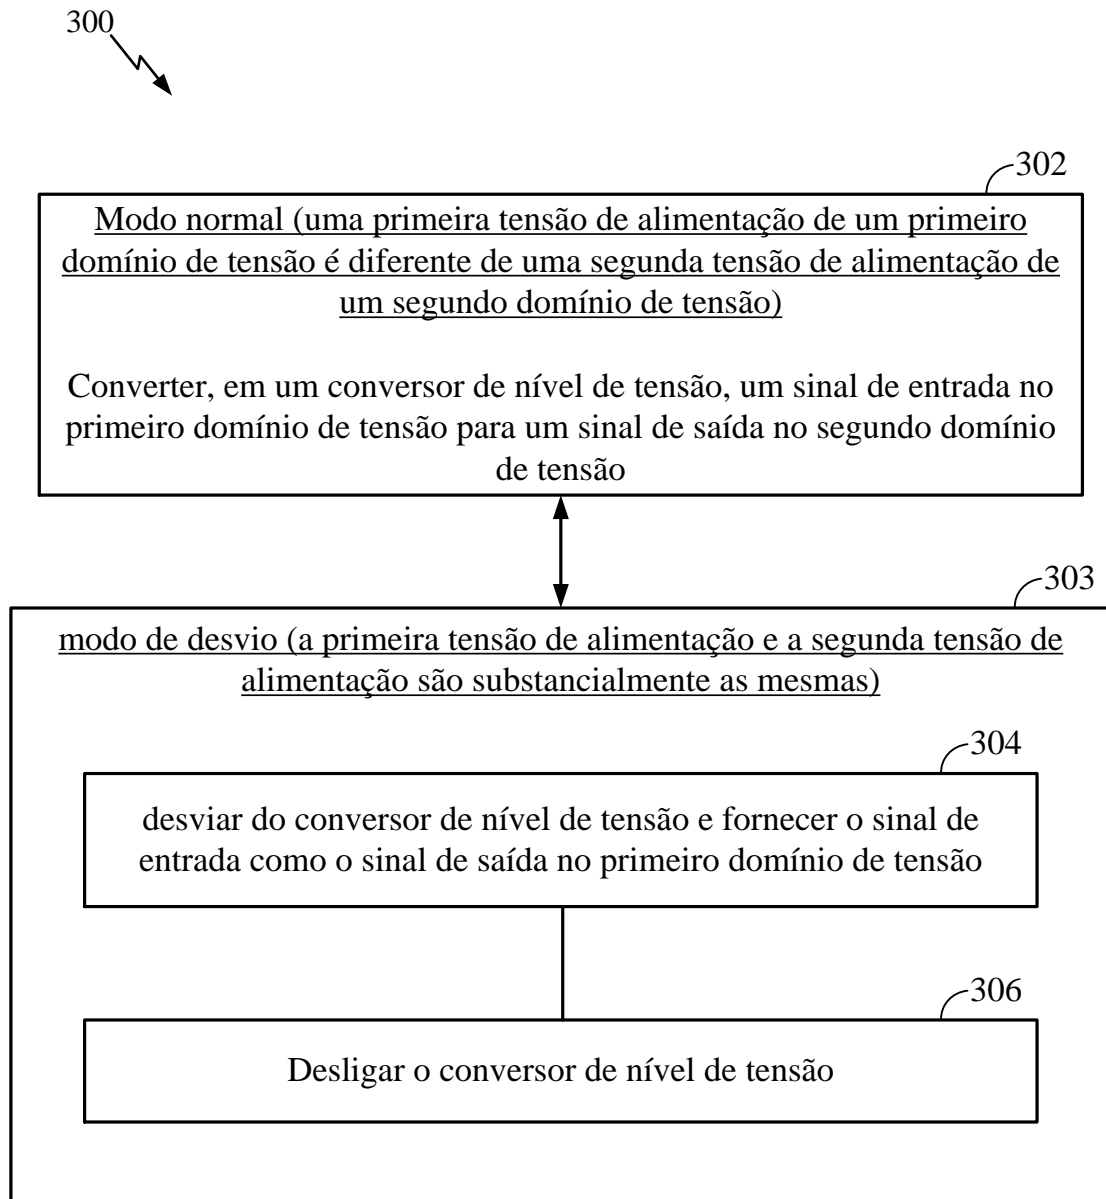 300
302
Modo normal (uma primeira tensão de alimentação de um primeiro
domínio de tensão é diferente de uma segunda tensão de alimentação de
um segundo domínio de tensão)
Converter, em um conversor de nível de tensão, um sinal de entrada no
primeiro domínio de tensão para um sinal de saída no segundo domínio
de tensão
303
modo de desvio (a primeira tensão de alimentação e a segunda tensão de
alimentação são substancialmente as mesmas)
304
desviar do conversor de nível de tensão e fornecer o sinal de
entrada como o sinal de saída no primeiro domínio de tensão
306
Desligar o conversor de nível de tensão